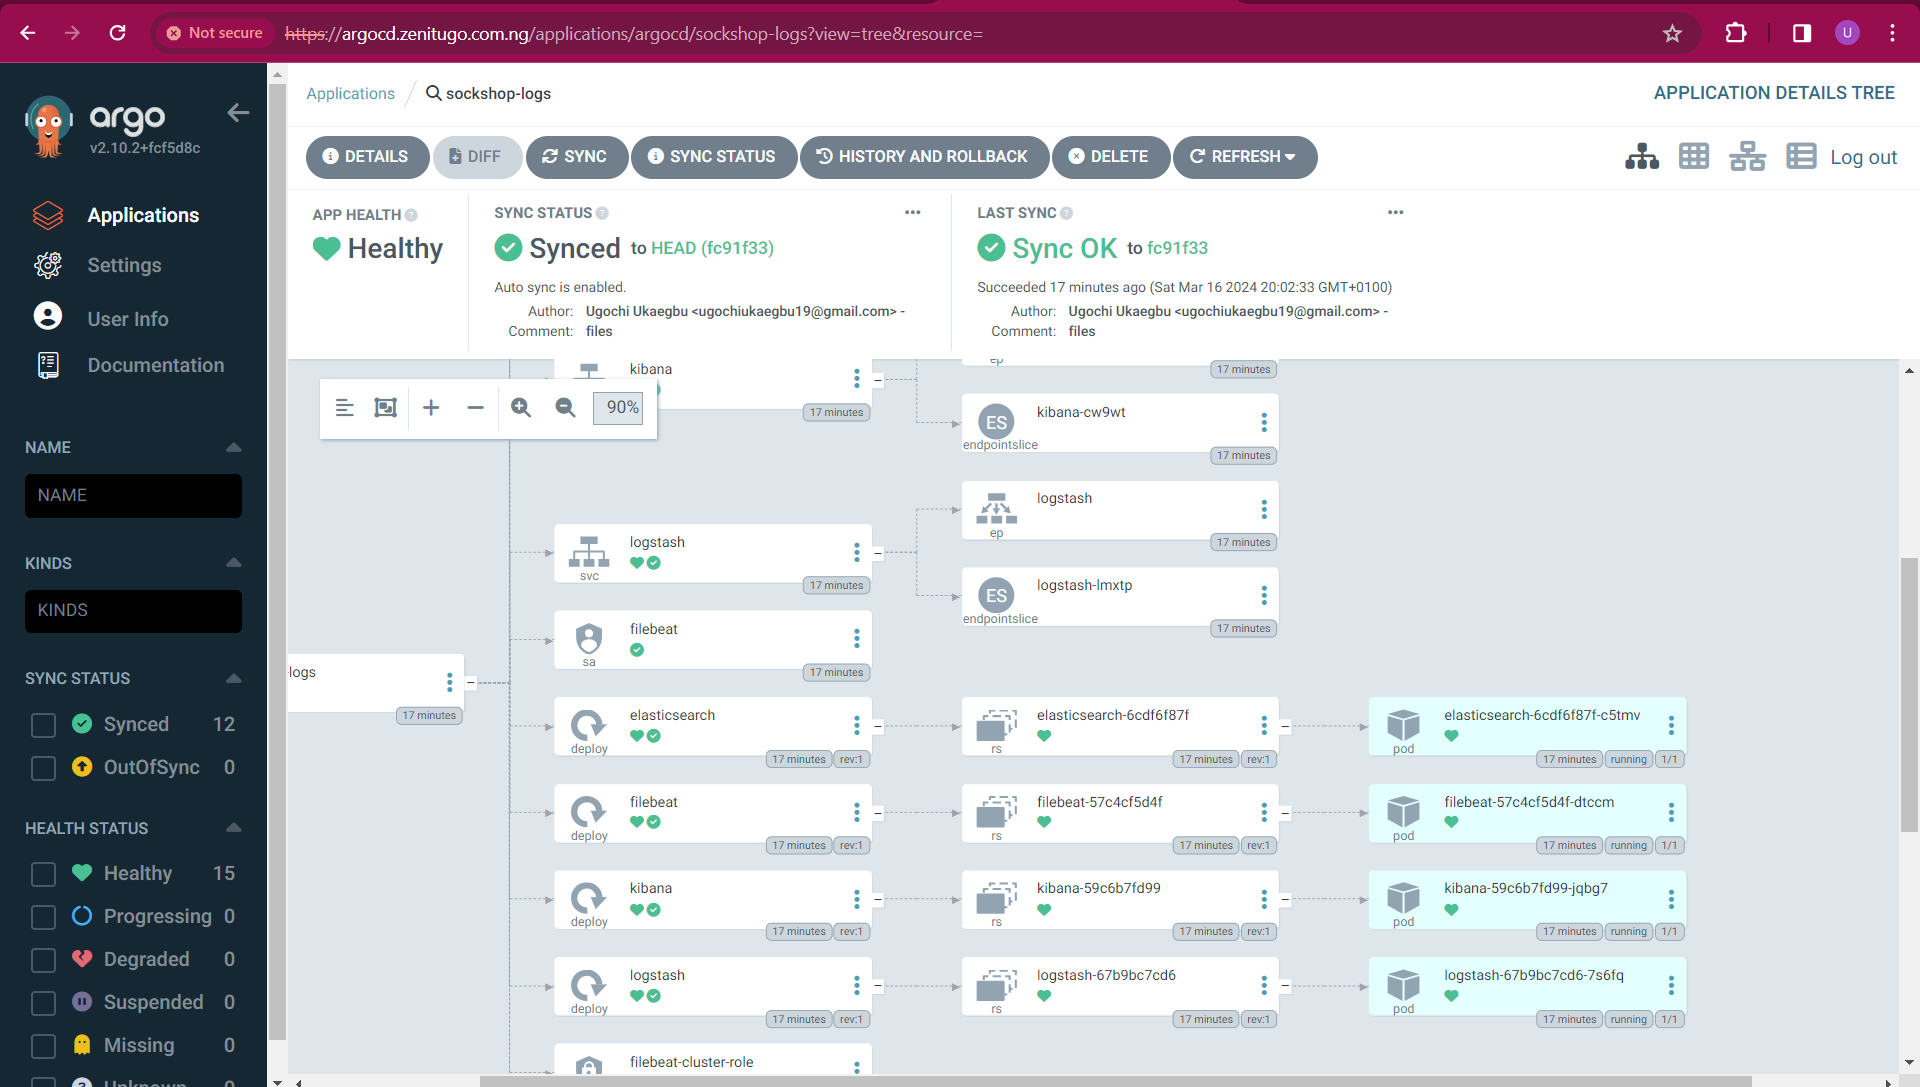 Not secure
https://argocd.zenitugo.com.ng/applications/argocd/sockshop-logs?view=tree&resource=
U
argo
v2.10.2+fcf5d8c
Applications
Settings
User Info
Documentation
NAME
NAME
KINDS
KINDS
SYNC STATUS
Synced 12
OutOfSync 0
HEALTH STATUS
Healthy 15
Progressing 0
Degraded 0
Suspended 0
Missing 0
Unknown 0
Applications / sockshop-logs
APPLICATION DETAILS TREE
DETAILS
DIFF
SYNC
SYNC STATUS
HISTORY AND ROLLBACK
DELETE
REFRESH
Log out
APP HEALTH
Healthy
SYNC STATUS
Synced to HEAD (fc91f33)
Auto sync is enabled.
Author: Ugochi Ukaegbu <ugochiukaegbu19@gmail.com> -
Comment: files
LAST SYNC
Sync OK to fc91f33
Succeeded 17 minutes ago (Sat Mar 16 2024 20:02:33 GMT+0100)
Author: Ugochi Ukaegbu <ugochiukaegbu19@gmail.com> -
Comment: files
90%
kibana
17 minutes
ep
17 minutes
ES
endpointslice
kibana-cw9wt
17 minutes
logstash
svc
17 minutes
logstash
ep
17 minutes
ES
endpointslice
logstash-lmxtp
17 minutes
filebeat
sa
17 minutes
-logs
17 minutes
elasticsearch
deploy
17 minutes rev:1
elasticsearch-6cdf6f87f
rs
17 minutes rev:1
elasticsearch-6cdf6f87f-c5tmv
pod
17 minutes running 1/1
filebeat
deploy
17 minutes rev:1
filebeat-57c4cf5d4f
rs
17 minutes rev:1
filebeat-57c4cf5d4f-dtccm
pod
17 minutes running 1/1
kibana
deploy
17 minutes rev:1
kibana-59c6b7fd99
rs
17 minutes rev:1
kibana-59c6b7fd99-jqbg7
pod
17 minutes running 1/1
logstash
deploy
17 minutes rev:1
logstash-67b9bc7cd6
rs
17 minutes rev:1
logstash-67b9bc7cd6-7s6fq
pod
17 minutes running 1/1
filebeat-cluster-role